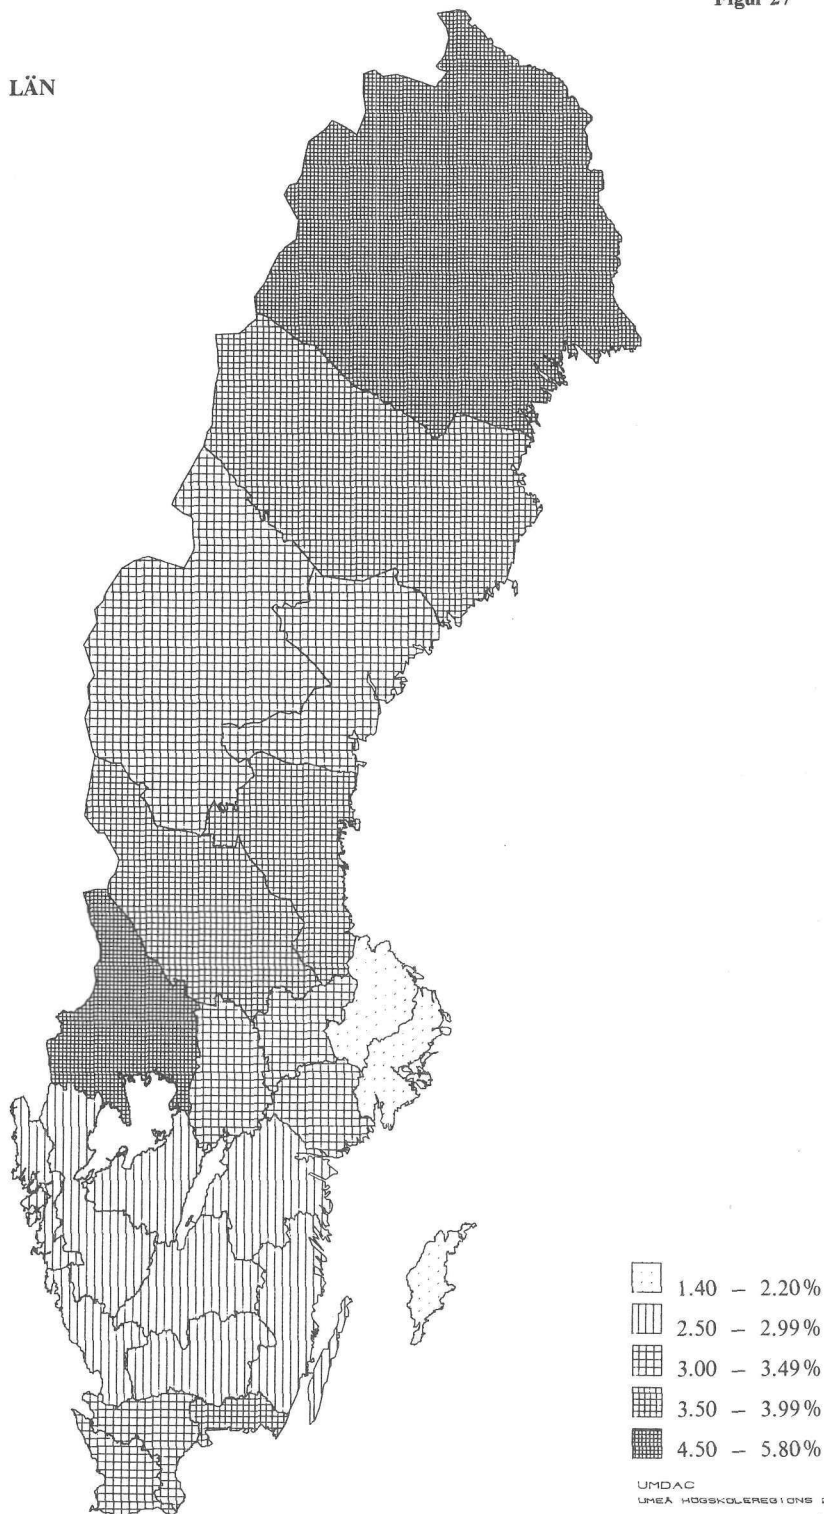 Figur 27
LÄN
1.40 – 2.20%
2.50 – 2.99%
3.00 – 3.49%
3.50 – 3.99%
4.50 – 5.80%
UMDAC
UMEÅ HÖGSKOLEREGIONS